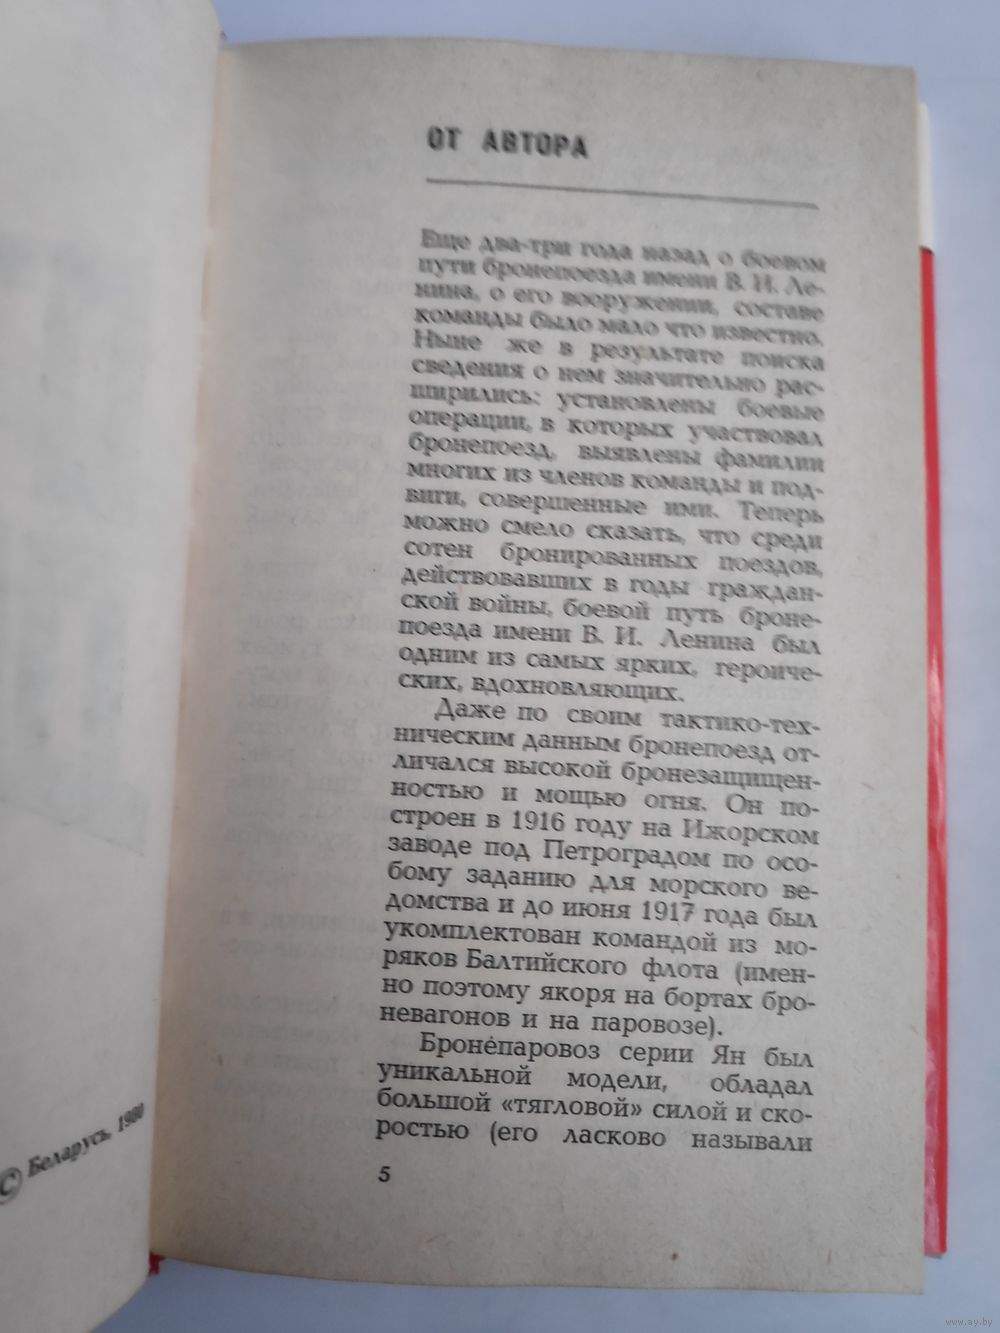 ОТ АВТОРА
Еще два-три года назад о боевом
пути бронепоезда имени В. И. Ле-
нина, о его вооружении, составе
команды было мало что известно.
Ныне же в результате поиска
сведения о нем значительно рас-
ширились: установлены боевые
операции, в которых участвовал
бронепоезд, выявлены фамилии
многих из членов команды и под-
виги, совершенные ими. Теперь
можно смело сказать, что среди
сотен бронированных поездов,
действовавших в годы граждан-
ской войны, боевой путь броне-
поезда имени В. И. Ленина был
одним из самых ярких, героиче-
ских, вдохновляющих.
Даже по своим тактико-тех-
ническим данным бронепоезд от-
личался высокой бронезащищен-
ностью и мощью огня. Он по-
строен в 1916 году на Ижорском
заводе под Петроградом по осо-
бому заданию для морского ве-
домства и до июня 1917 года был
укомплектован командой из мо-
ряков Балтийского флота (имен-
но поэтому якоря на бортах бро-
невагонов и на паровозе).
Бронепаровоз серии Ян был
уникальной модели, обладал
большой «тягловой» силой и ско-
ростью (его ласково называли
5
© Беларусь, 1980
www.ay.by